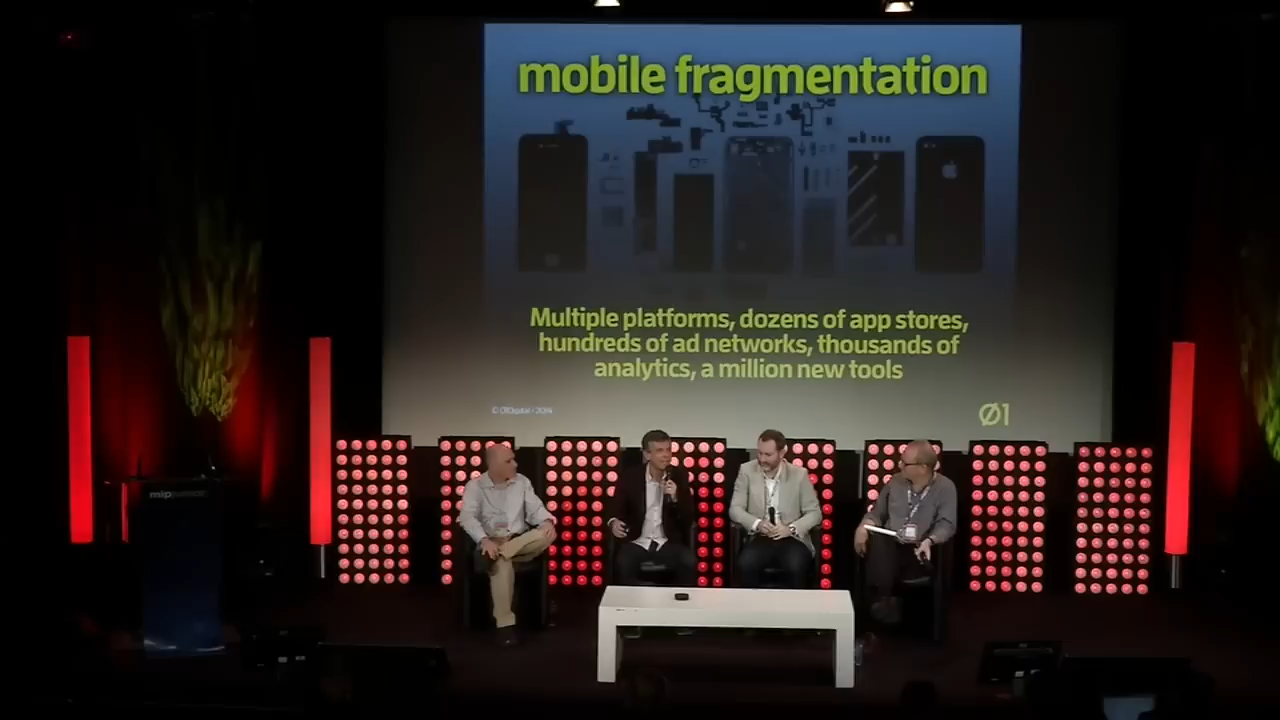 mobile fragmentation
Multiple platforms, dozens of app stores,
hundreds of ad networks, thousands of
analytics, a million new tools
Ø1
mip